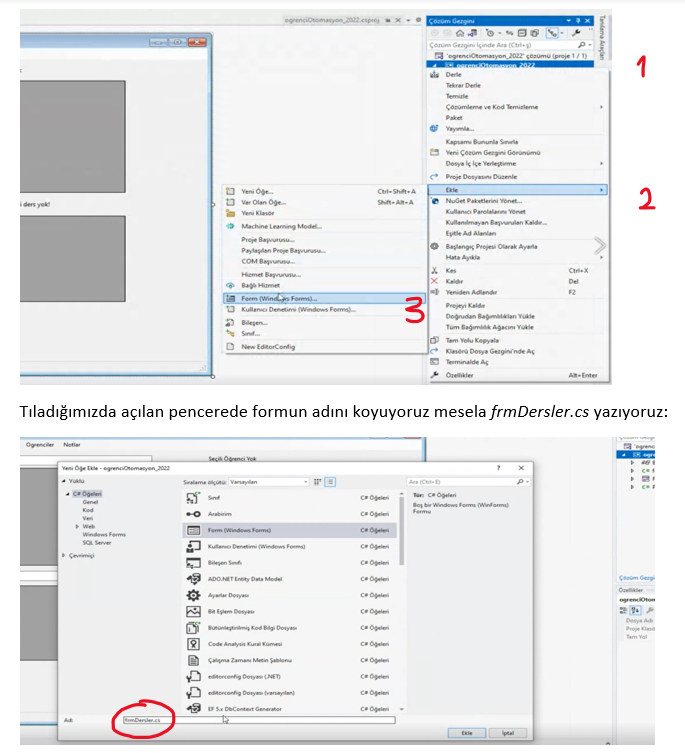 ogrenciOtomasyon_2022.csproj
Çözüm Gezgini
Çözüm Gezgini İçinde Ara (Ctrl+ş)
"ogrenciOtomasyon_2022" çözümü (proje 1 / 1)
ogrenciOtomasyon_2022
Tanılama Araçları
1
Derle
Tekrar Derle
Temizle
Çözümleme ve Kod Temizleme
Paket
Yayımla...
Kapsamı Bununla Sınırla
Yeni Çözüm Gezgini Görünümü
Dosya İç İçe Yerleştirme
Proje Dosyasını Düzenle
Ekle
2
NuGet Paketlerini Yönet...
Kullanıcı Parolalarını Yönet
Kullanılmayan Başvuruları Kaldır...
Eşitle Ad Alanları
Başlangıç Projesi Olarak Ayarla
Hata Ayıkla
Kes Ctrl+X
Kaldır Del
Yeniden Adlandır F2
Projeyi Kaldır
Doğrudan Bağımlılıkları Yükle
Tüm Bağımlılık Ağacını Yükle
Tam Yolu Kopyala
Klasörü Dosya Gezgini'nde Aç
Terminalde Aç
Özellikler Alt+Enter
ders yok!
Yeni Öğe... Ctrl+Shift+A
Var Olan Öğe... Shift+Alt+A
Yeni Klasör
Machine Learning Model...
Proje Başvurusu...
Paylaşılan Proje Başvurusu...
COM Başvurusu...
Hizmet Başvurusu...
Bağlı Hizmet
Form (Windows Forms)...
3
Kullanıcı Denetimi (Windows Forms)...
Bileşen...
Sınıf...
New EditorConfig
Tıladığımızda açılan pencerede formun adını koyuyoruz mesela frmDersler.cs yazıyoruz:
Ogrenciler Notlar
Seçili Öğrenci Yok
Yeni Öğe Ekle - ogrenciOtomasyon_2022
Yüklü
C# Öğeleri
Genel
Kod
Veri
Web
Windows Forms
SQL Server
Çevrimiçi
Sıralama ölçütü: Varsayılan
Ara (Ctrl+E)
Sınıf C# Öğeleri
Arabirim C# Öğeleri
Form (Windows Forms) C# Öğeleri
Kullanıcı Denetimi (Windows Forms) C# Öğeleri
Bileşen Sınıfı C# Öğeleri
ADO.NET Entity Data Model C# Öğeleri
Ayarlar Dosyası C# Öğeleri
Bit Eşlem Dosyası C# Öğeleri
Bütünleştirilmiş Kod Bilgi Dosyası C# Öğeleri
Code Analysis Kural Kümesi C# Öğeleri
Çalışma Zamanı Metin Şablonu C# Öğeleri
editorconfig Dosyası (.NET) C# Öğeleri
editorconfig Dosyası (varsayılan) C# Öğeleri
EF 5.x DbContext Generator C# Öğeleri
Tür: C# Öğeleri
Boş bir Windows Forms (WinForms)
Formu
Adı: frmDersler.cs
Ekle İptal
"ogrenc
ogre
Çözüm Gezgi
Özellikler
ogrenciOton
Dosya Adı
Proje Klasö
Tam Yol